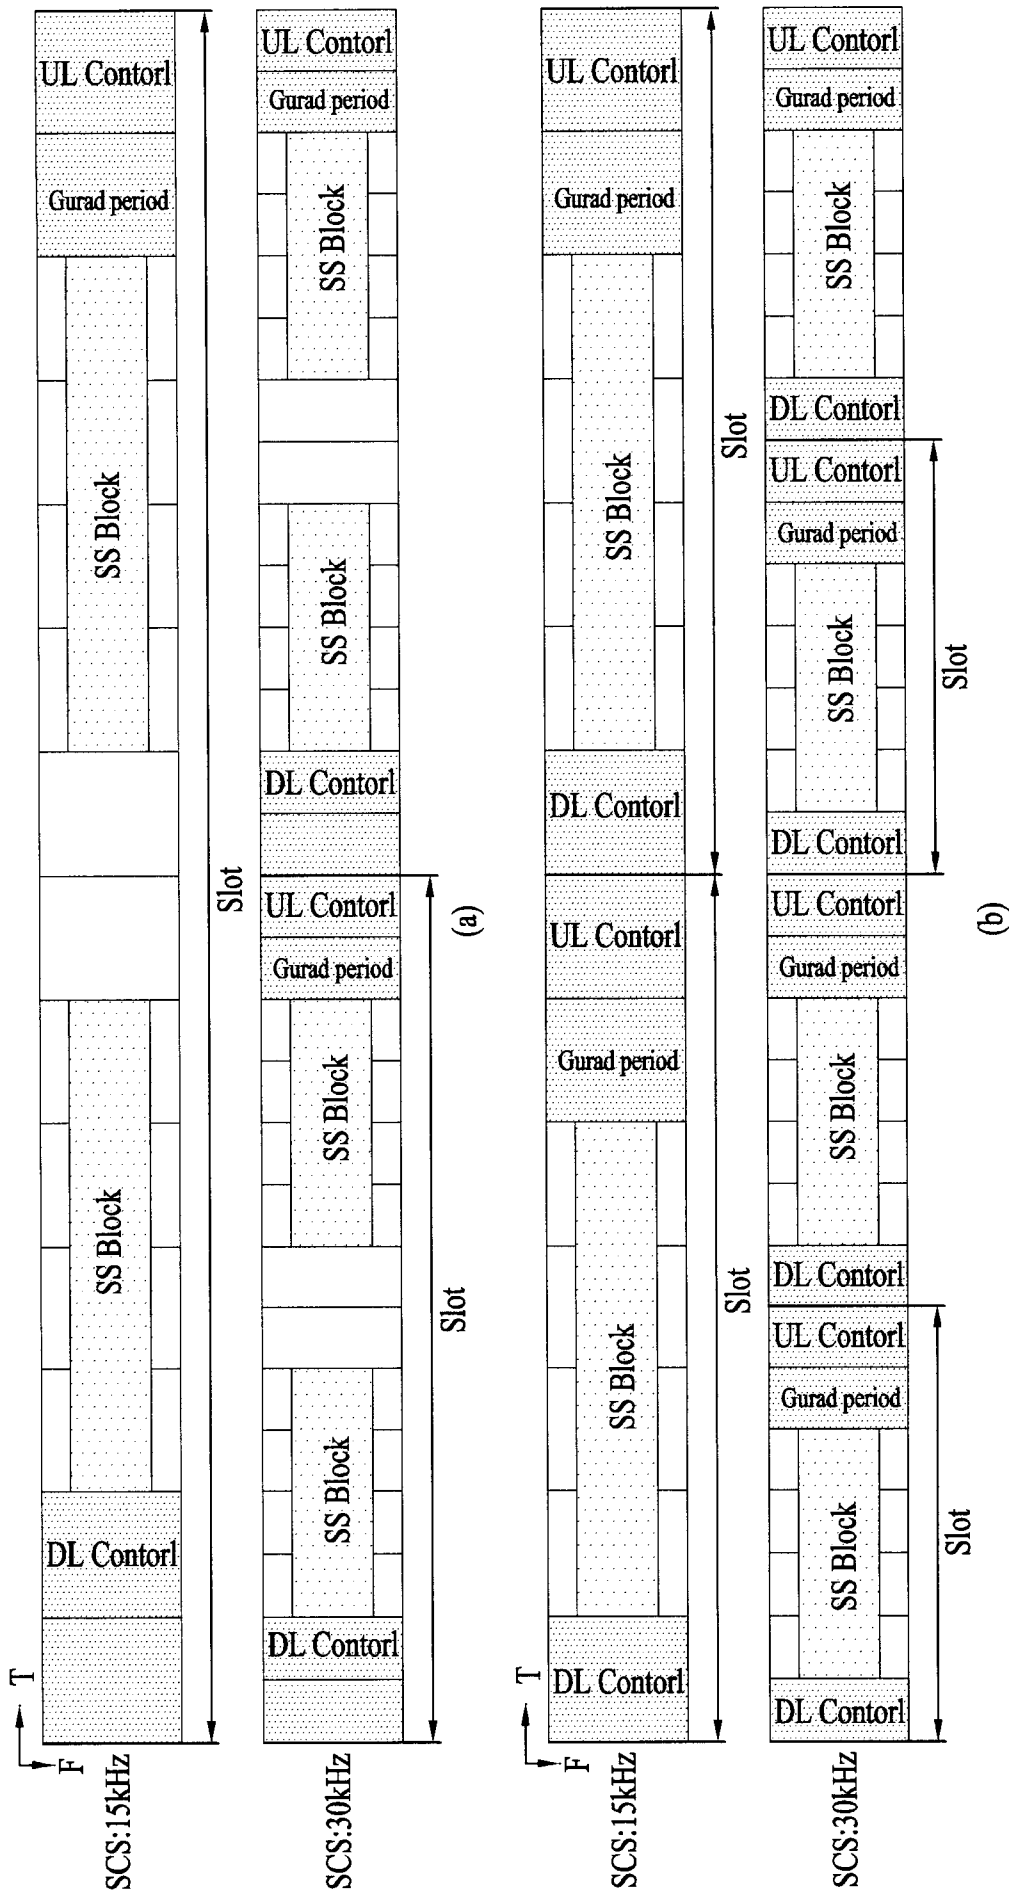 T
F
SCS:15kHz
DL Contorl
SS Block
SS Block
Gurad period
UL Contorl
Slot
SCS:30kHz
DL Contorl
SS Block
SS Block
Gurad period
UL Contorl
DL Contorl
SS Block
SS Block
Gurad period
UL Contorl
Slot
(a)
T
F
SCS:15kHz
DL Contorl
SS Block
Gurad period
UL Contorl
DL Contorl
SS Block
Gurad period
UL Contorl
Slot
Slot
SCS:30kHz
DL Contorl
SS Block
Gurad period
UL Contorl
DL Contorl
SS Block
Gurad period
UL Contorl
DL Contorl
SS Block
Gurad period
UL Contorl
DL Contorl
SS Block
Gurad period
UL Contorl
Slot
Slot
(b)